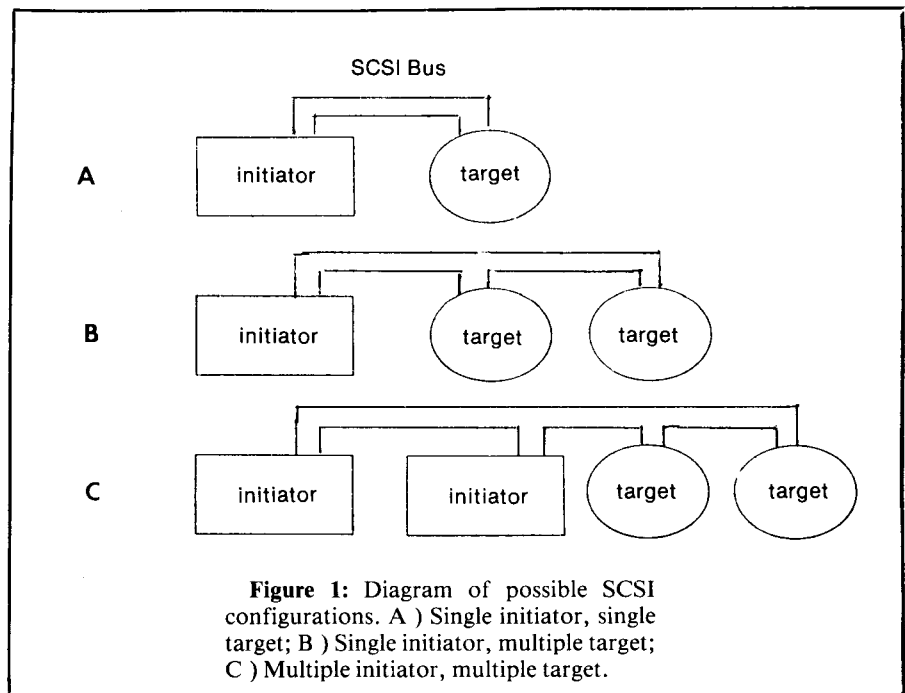 SCSI Bus
A
initiator
target
B
initiator
target
target
C
initiator
initiator
target
target
Figure 1: Diagram of possible SCSI
configurations. A ) Single initiator, single
target; B ) Single initiator, multiple target;
C ) Multiple initiator, multiple target.